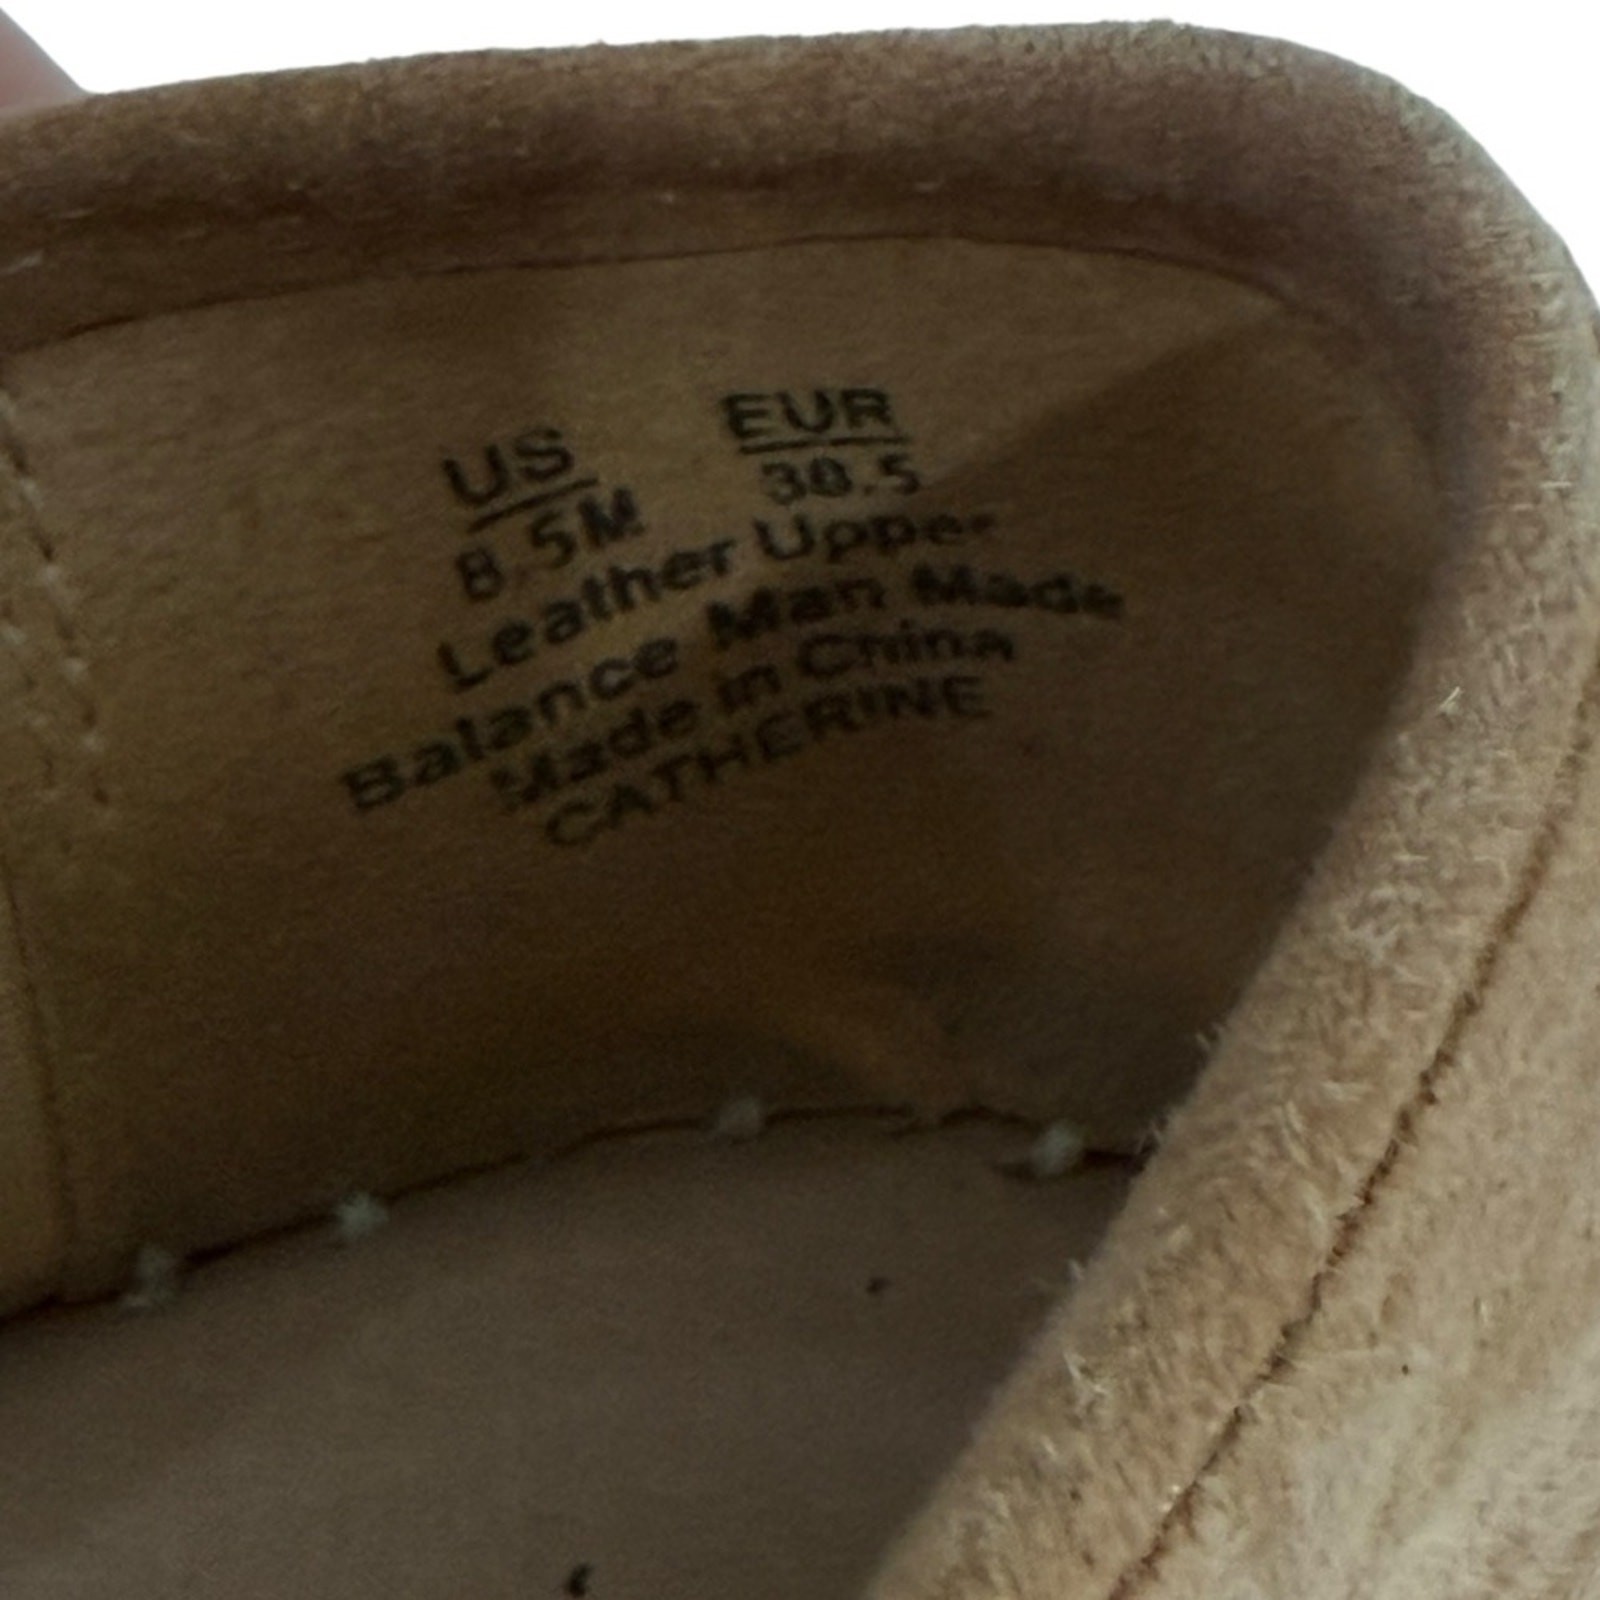 US EUR
8.5M 38.5
Leather Upper
Balance Man Made
Made in China
CATHERINE